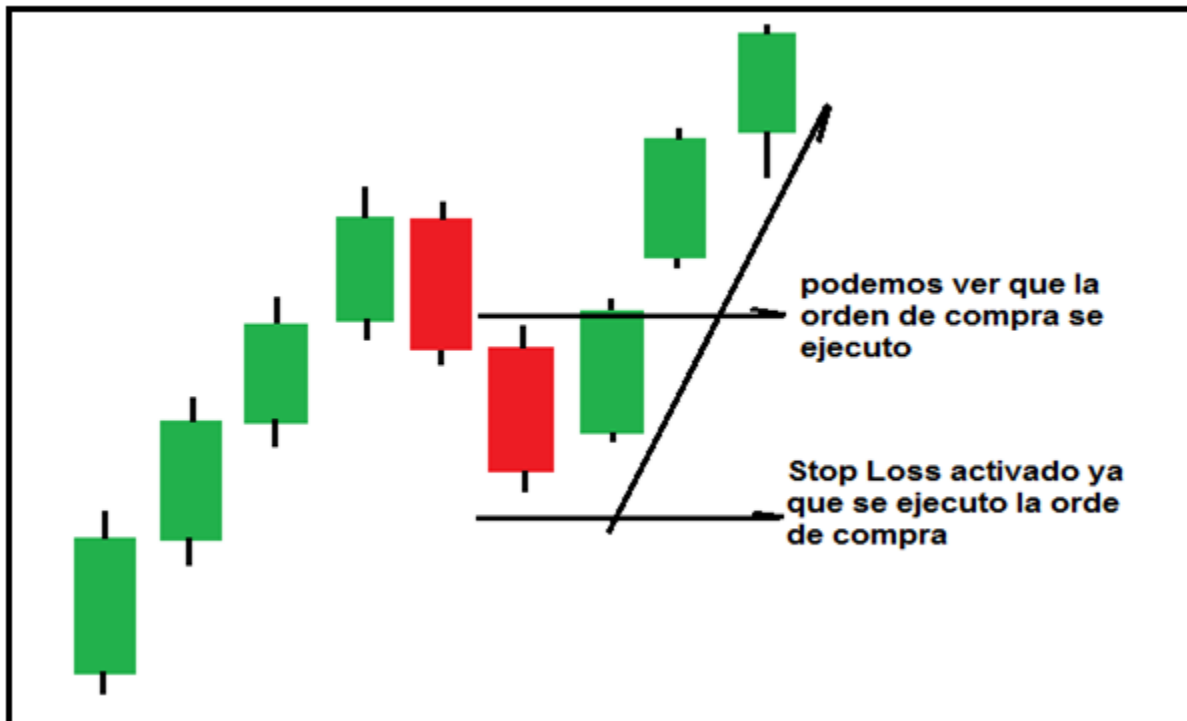 podemos ver que la
orden de compra se
ejecuto
Stop Loss activado ya
que se ejecuto la orde
de compra